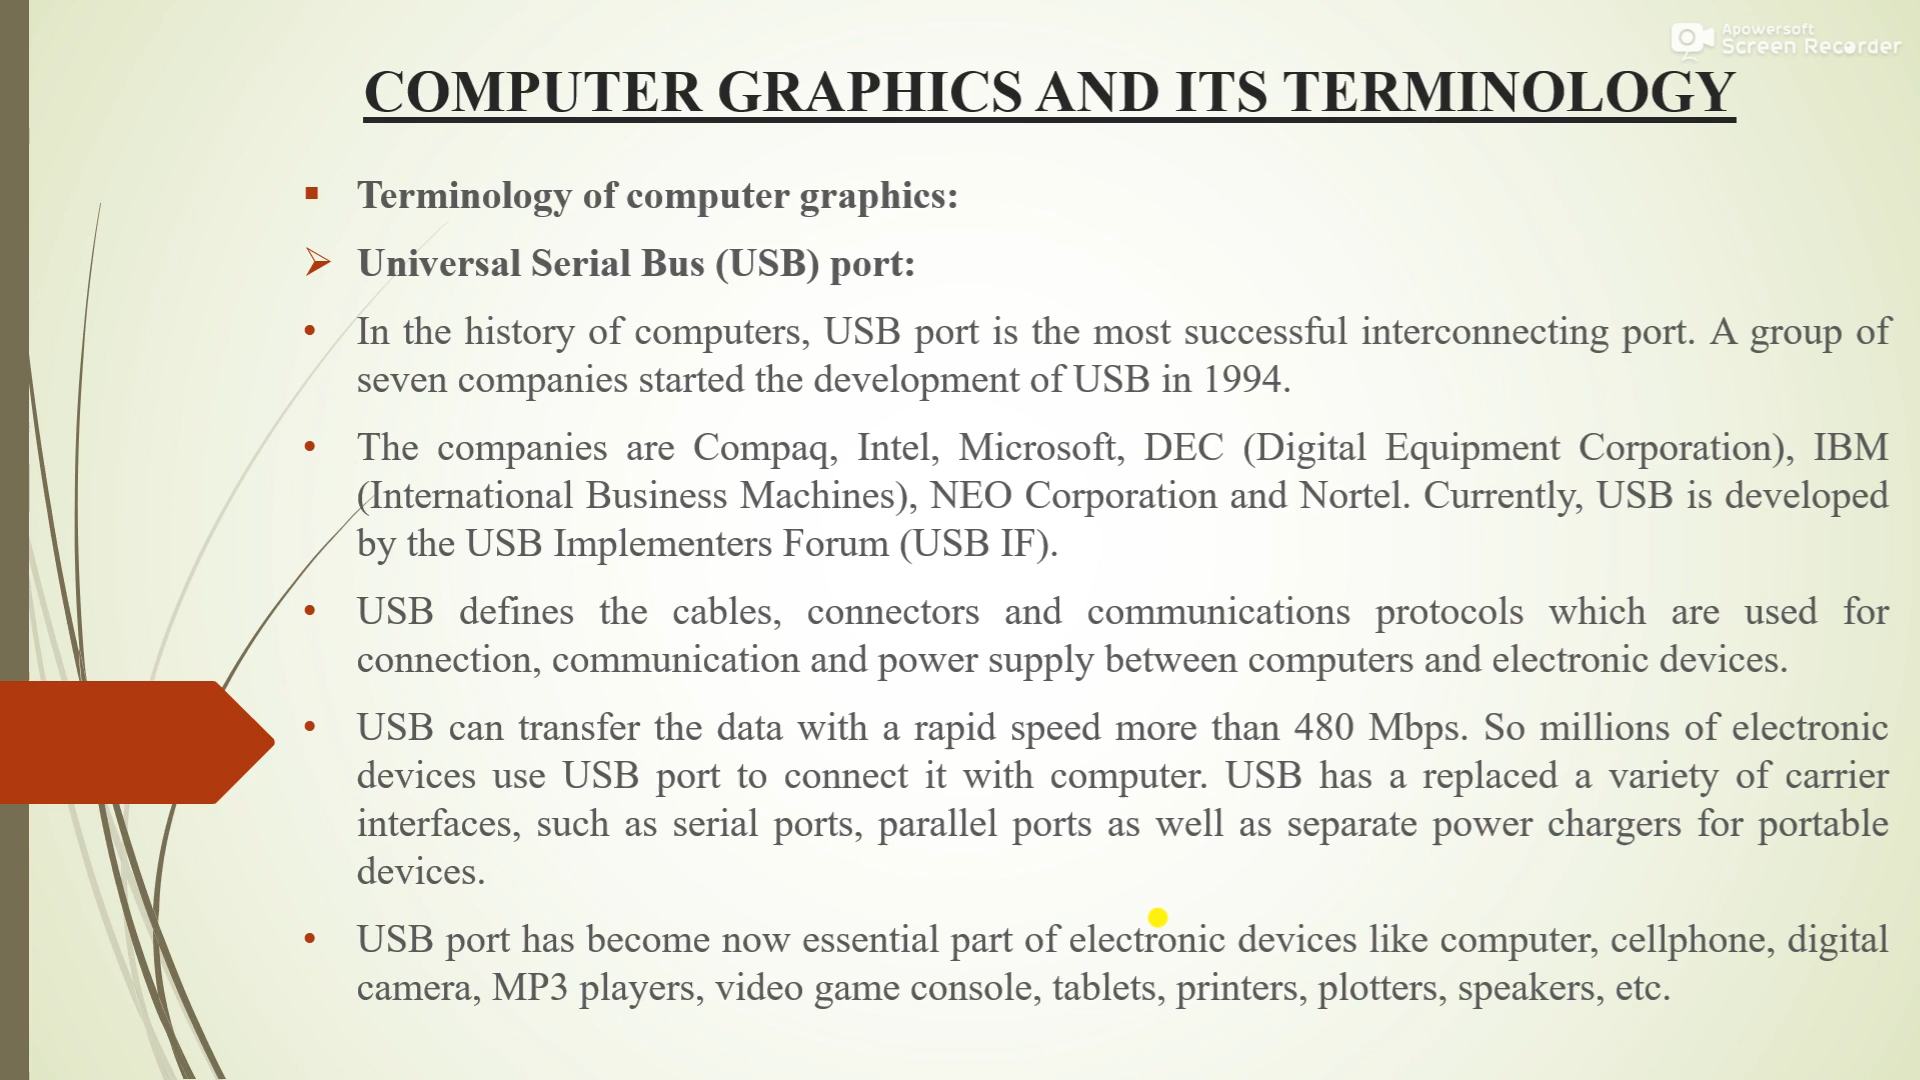 Apowersoft
Screen Recorder
COMPUTER GRAPHICS AND ITS TERMINOLOGY
▪ Terminology of computer graphics:
➢ Universal Serial Bus (USB) port:
• In the history of computers, USB port is the most successful interconnecting port. A group of
seven companies started the development of USB in 1994.
• The companies are Compaq, Intel, Microsoft, DEC (Digital Equipment Corporation), IBM
(International Business Machines), NEO Corporation and Nortel. Currently, USB is developed
by the USB Implementers Forum (USB IF).
• USB defines the cables, connectors and communications protocols which are used for
connection, communication and power supply between computers and electronic devices.
• USB can transfer the data with a rapid speed more than 480 Mbps. So millions of electronic
devices use USB port to connect it with computer. USB has a replaced a variety of carrier
interfaces, such as serial ports, parallel ports as well as separate power chargers for portable
devices.
• USB port has become now essential part of electronic devices like computer, cellphone, digital
camera, MP3 players, video game console, tablets, printers, plotters, speakers, etc.